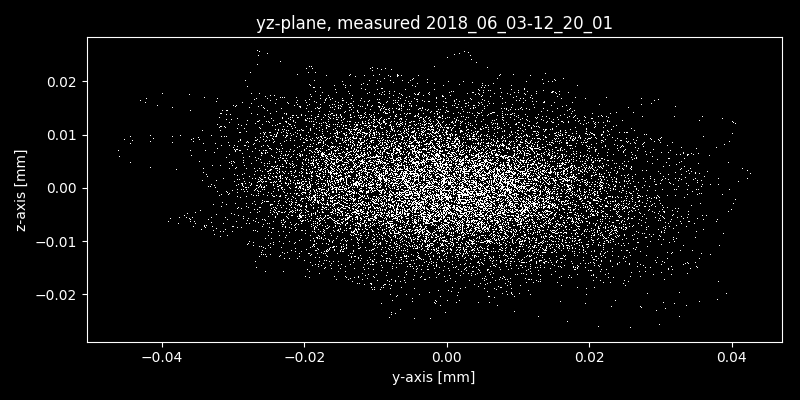 yz-plane, measured 2018_06_03-12_20_01
0.02
0.01
0.00
−0.01
−0.02
z-axis [mm]
−0.04 −0.02 0.00 0.02 0.04
y-axis [mm]